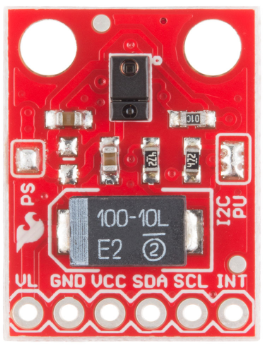 PS
I2C
PU
100-10L
E2 2
VL GND VCC SDA SCL INT